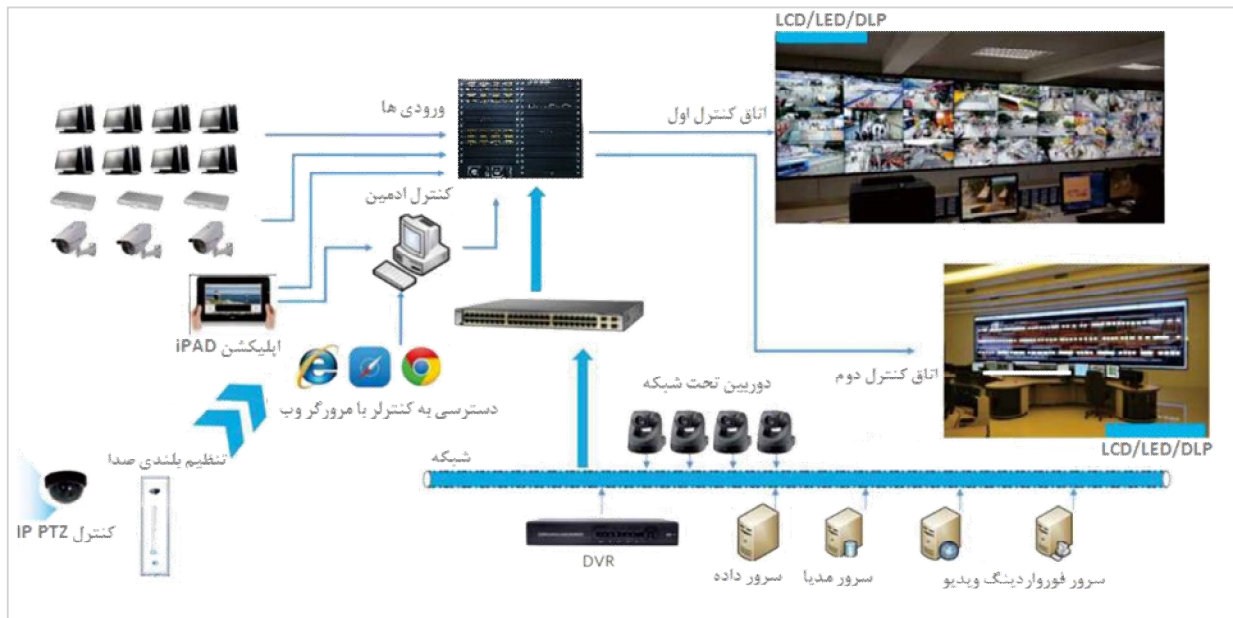 LCD/LED/DLP
ورودی ها
اتاق کنترل اول
کنترل ادمین
اپلیکشن iPAD
دسترسی به کنترلر با مرورگر وب
دوربین تحت شبکه
اتاق کنترل دوم
LCD/LED/DLP
تنظیم بلندی صدا
شبکه
کنترل IP PTZ
DVR
سرور داده
سرور مدیا
سرور فورواردینگ ویدیو